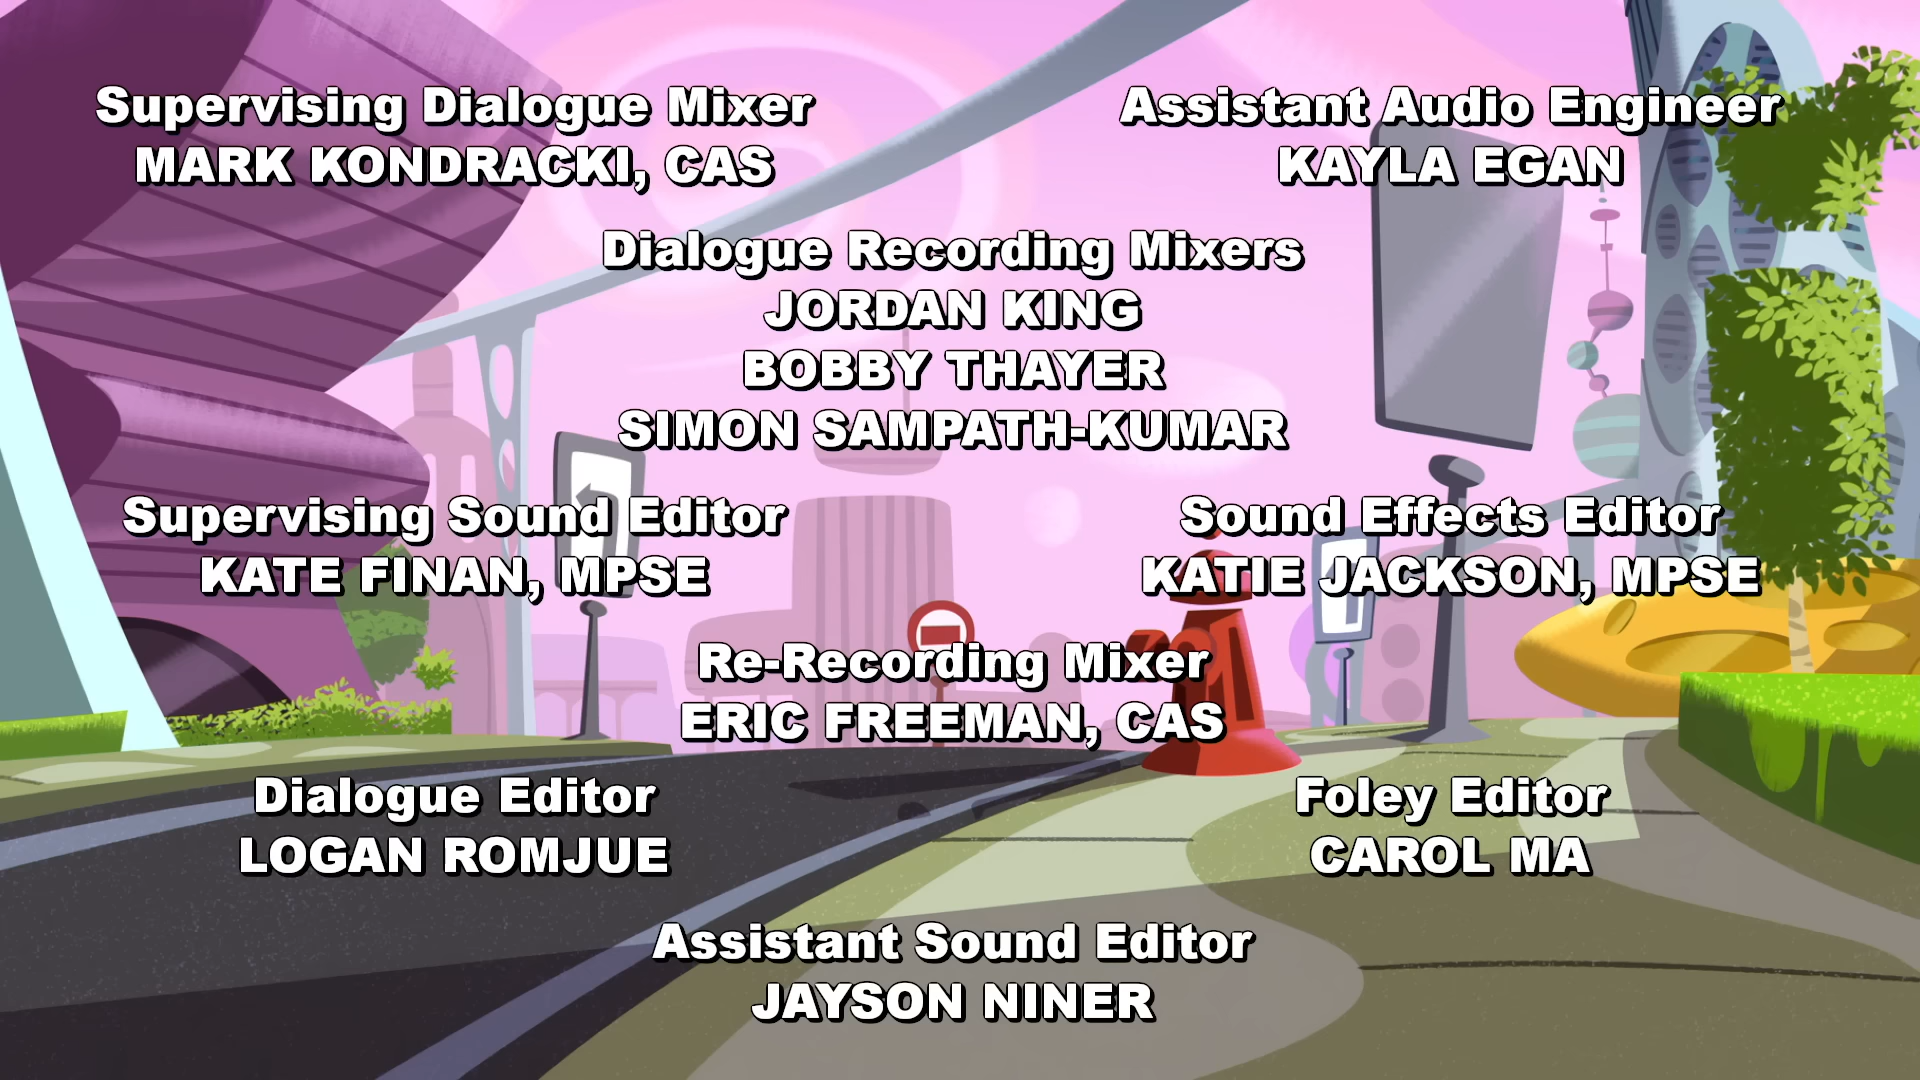 Supervising Dialogue Mixer
MARK KONDRACKI, CAS
Assistant Audio Engineer
KAYLA EGAN
Dialogue Recording Mixers
JORDAN KING
BOBBY THAYER
SIMON SAMPATH-KUMAR
Supervising Sound Editor
KATE FINAN, MPSE
Sound Effects Editor
KATIE JACKSON, MPSE
Re-Recording Mixer
ERIC FREEMAN, CAS
Dialogue Editor
LOGAN ROMJUE
Foley Editor
CAROL MA
Assistant Sound Editor
JAYSON NINER